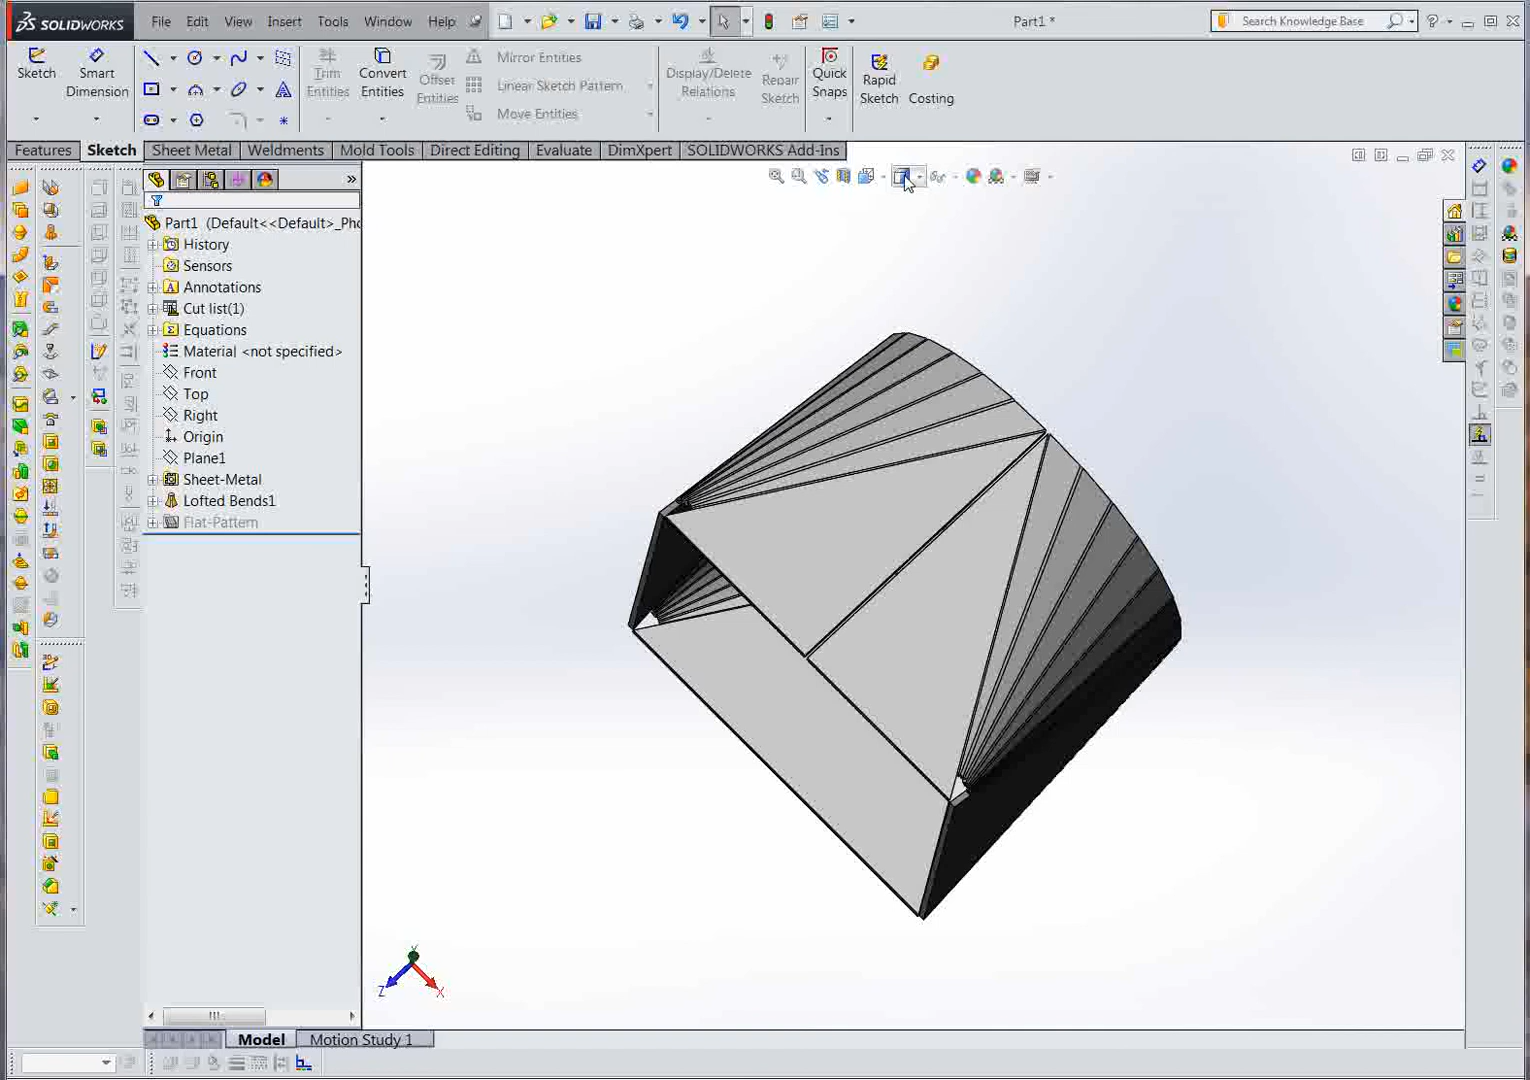 SOLIDWORKS File Edit View Insert Tools Window Help Part1 * Search Knowledge Base
Sketch Smart Dimension
Trim Entities Convert Entities Offset Entities
Mirror Entities
Linear Sketch Pattern
Move Entities
Display/Delete Relations Repair Sketch Quick Snaps Rapid Sketch Costing
Features Sketch Sheet Metal Weldments Mold Tools Direct Editing Evaluate DimXpert SOLIDWORKS Add-Ins
Part1 (Default<<Default>_Pho
History
Sensors
Annotations
Cut list(1)
Equations
Material <not specified>
Front
Top
Right
Origin
Plane1
Sheet-Metal
Lofted Bends1
Flat-Pattern
Y
Z X
Model Motion Study 1